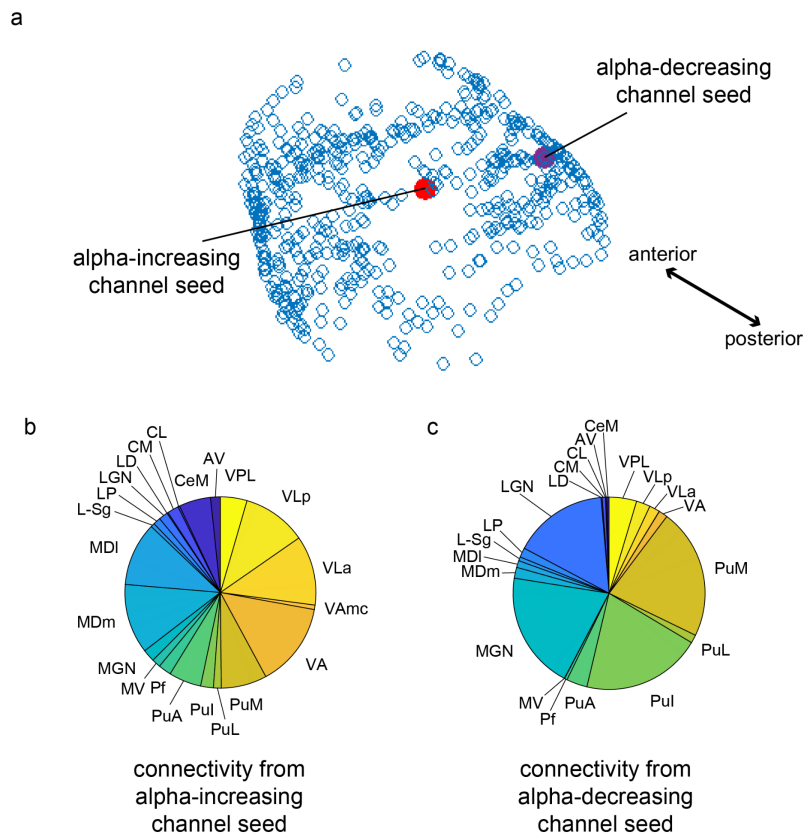 a
alpha-decreasing
channel seed
alpha-increasing
channel seed
anterior
posterior
b
CL
CM
LD
LGN
LP
L-Sg
MDl
MDm
MGN
MV
Pf
PuA
PuI
PuL
PuM
VA
VAmc
VLa
VLp
VPL
AV
CeM
connectivity from
alpha-increasing
channel seed
c
CeM
AV
CL
CM
LD
LGN
LP
L-Sg
MDl
MDm
MGN
MV
Pf
PuA
PuI
PuL
PuM
VA
VLa
VLp
VPL
connectivity from
alpha-decreasing
channel seed